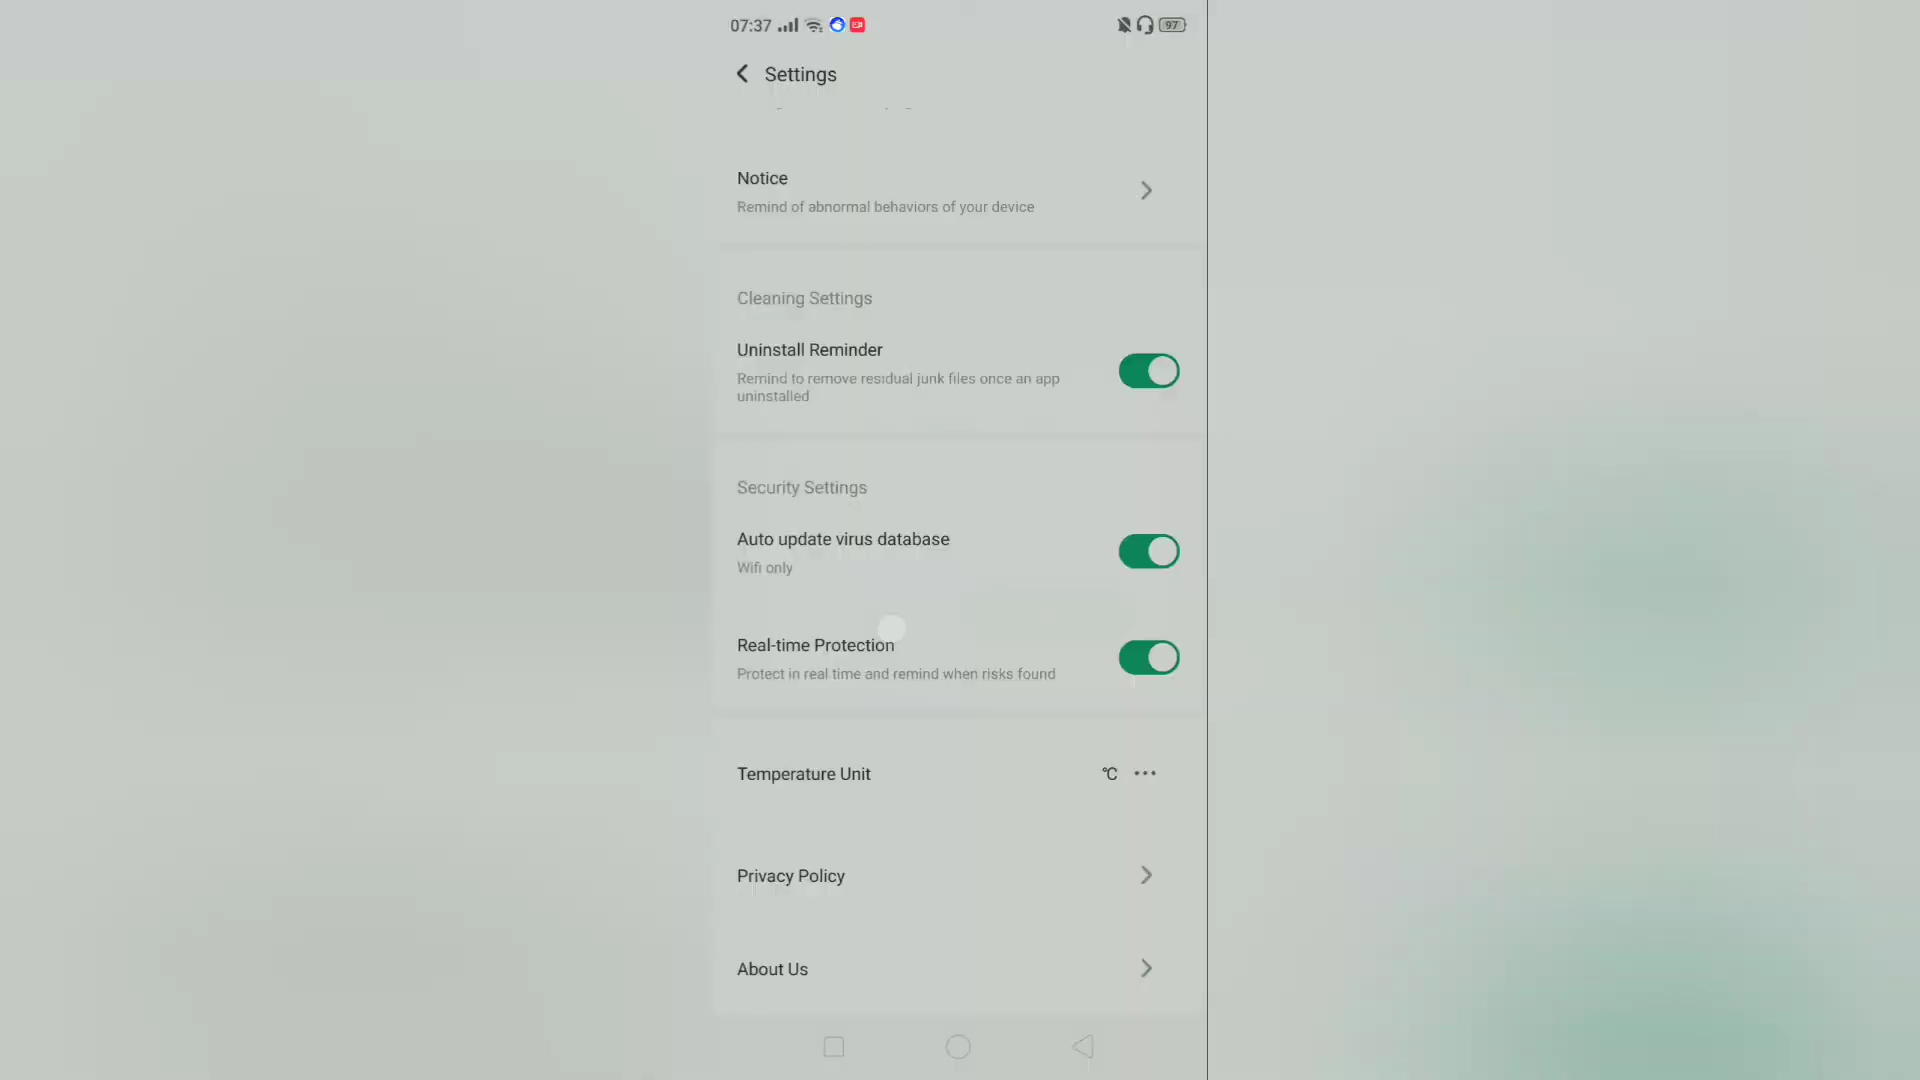 07:37
97
Settings
Notice
Remind of abnormal behaviors of your device
Cleaning Settings
Uninstall Reminder
Remind to remove residual junk files once an app
uninstalled
Security Settings
Auto update virus database
Wifi only
Real-time Protection
Protect in real time and remind when risks found
Temperature Unit
℃
Privacy Policy
About Us